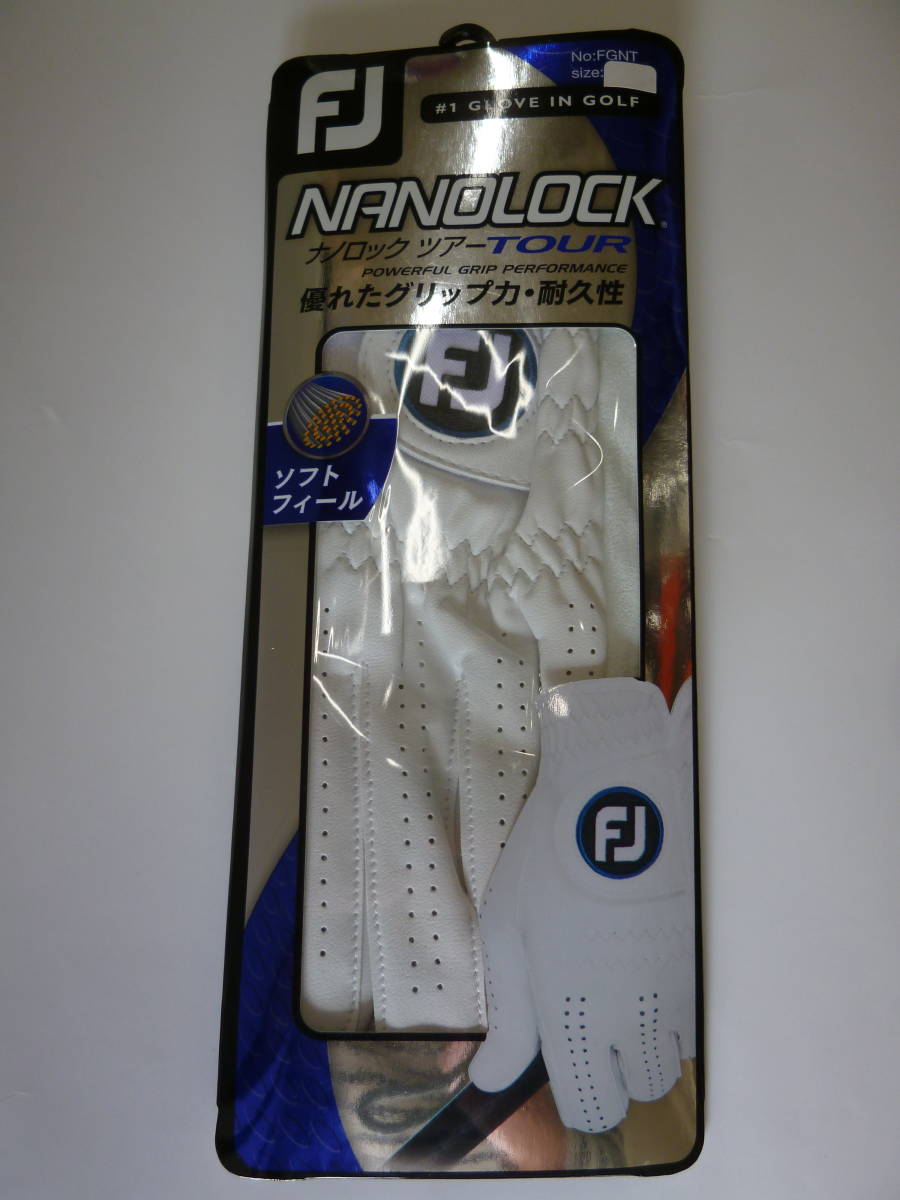 No:FGNT
size:
FJ
#1 GLOVE IN GOLF
NANOLOCK®
ナノロック ツアーTOUR
POWERFUL GRIP PERFORMANCE
優れたグリップ力・耐久性
FJ
ソフト
フィール
FJ